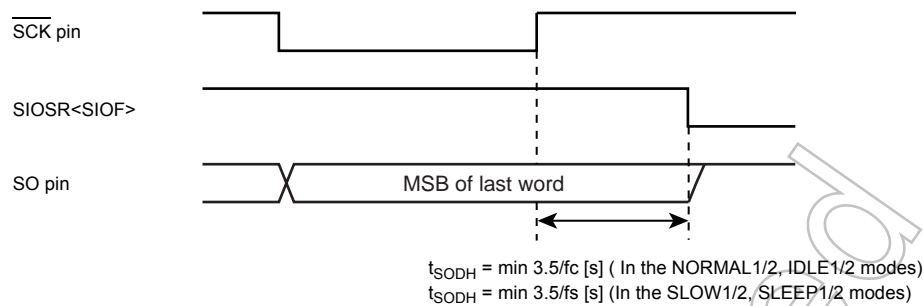 SCK pin
SIOSR<SIOF>
SO pin
MSB of last word
tSODH = min 3.5/fc [s] ( In the NORMAL1/2, IDLE1/2 modes)
tSODH = min 3.5/fs [s] (In the SLOW1/2, SLEEP1/2 modes)